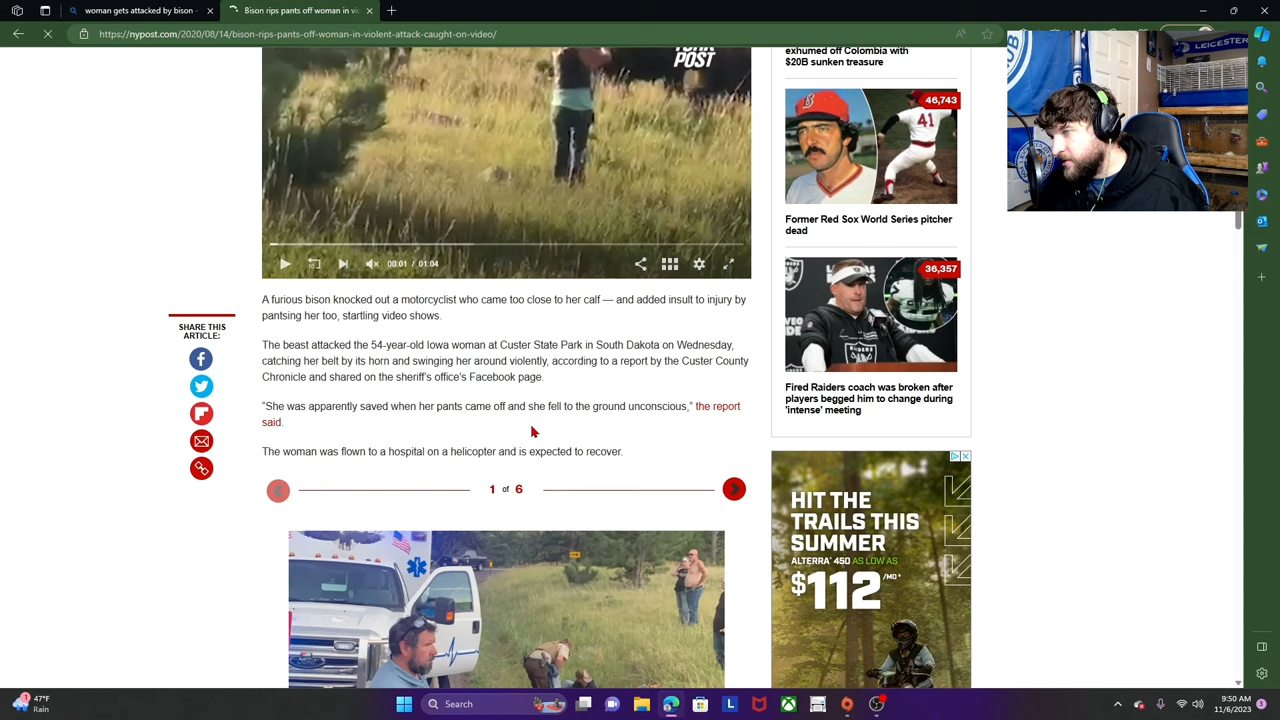 woman gets attacked by bison -
Bison rips pants off woman in vi
https://nypost.com/2020/08/14/bison-rips-pants-off-woman-in-violent-attack-caught-on-video/
POST
00:01 / 01:04
exhumed off Colombia with
$20B sunken treasure
46,743
41
Former Red Sox World Series pitcher
dead
36,357
Fired Raiders coach was broken after
players begged him to change during
'intense' meeting
LEICESTER
SHARE THIS
ARTICLE:
A furious bison knocked out a motorcyclist who came too close to her calf — and added insult to injury by
pantsing her too, startling video shows.
The beast attacked the 54-year-old Iowa woman at Custer State Park in South Dakota on Wednesday,
catching her belt by its horn and swinging her around violently, according to a report by the Custer County
Chronicle and shared on the sheriff's office's Facebook page.
“She was apparently saved when her pants came off and she fell to the ground unconscious,” the report
said.
The woman was flown to a hospital on a helicopter and is expected to recover.
1 of 6
HIT THE
TRAILS THIS
SUMMER
ALTERRA® 450 AS LOW AS
$112/MO*
47°F
Rain
Search
9:50 AM
11/6/2023